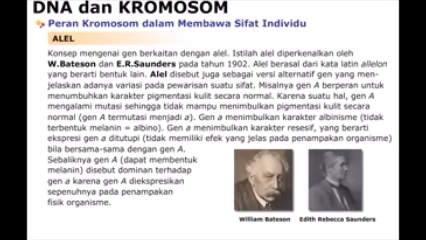 DNA dan KROMOSOM
Peran Kromosom dalam Membawa Sifat Individu
ALEL
Konsep mengenai gen berkaitan dengan alel. Istilah alel diperkenalkan oleh
W.Bateson dan E.R.Saunders pada tahun 1902. Alel berasal dari kata latin allelon
yang berarti bentuk lain. Alel disebut juga sebagai versi alternatif gen yang men-
jelaskan adanya variasi pada pewarisan suatu sifat. Misalnya gen A berperan untuk
menumbuhkan karakter pigmentasi kulit secara normal. Karena suatu hal, gen A
mengalami mutasi sehingga tidak mampu menimbulkan pigmentasi kulit secara
normal (gen A termutasi menjadi a). Gen a menimbulkan karakter albinisme (tidak
terbentuk melanin = albino). Gen a menimbulkan karakter resesif, yang berarti
ekspresi gen a ditutupi (tidak memiliki efek yang jelas pada penampakan organisme)
bila bersama-sama dengan gen A.
Sebaliknya gen A (dapat membentuk
melanin) disebut dominan terhadap
gen a karena gen A diekspresikan
sepenuhnya pada penampakan
fisik organisme.
William Bateson
Edith Rebecca Saunders